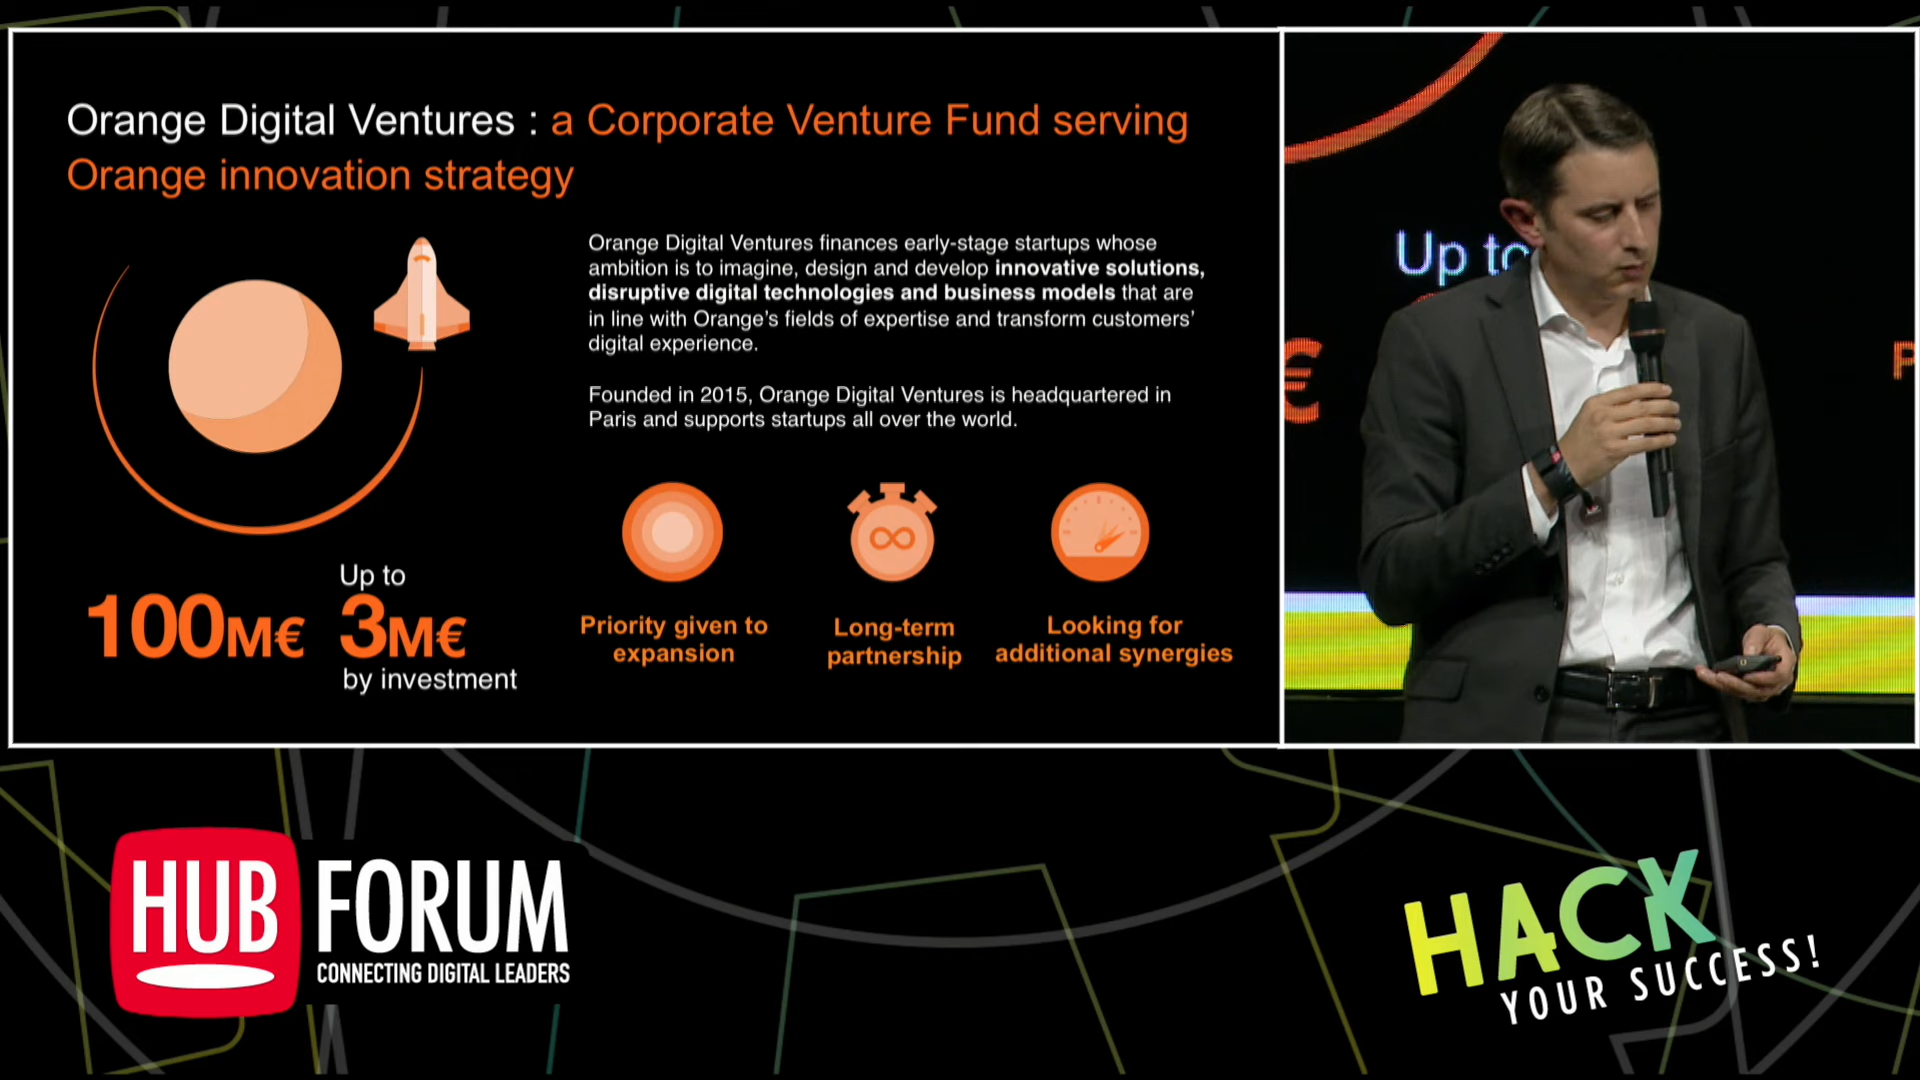 Orange Digital Ventures : a Corporate Venture Fund serving
Orange innovation strategy
Orange Digital Ventures finances early-stage startups whose
ambition is to imagine, design and develop innovative solutions,
disruptive digital technologies and business models that are
in line with Orange's fields of expertise and transform customers'
digital experience.
Founded in 2015, Orange Digital Ventures is headquartered in
Paris and supports startups all over the world.
100M€
Up to
3M€
by investment
Priority given to
expansion
Long-term
partnership
Looking for
additional synergies
Up to
€
P
HUB FORUM
CONNECTING DIGITAL LEADERS
HACK
YOUR SUCCESS!